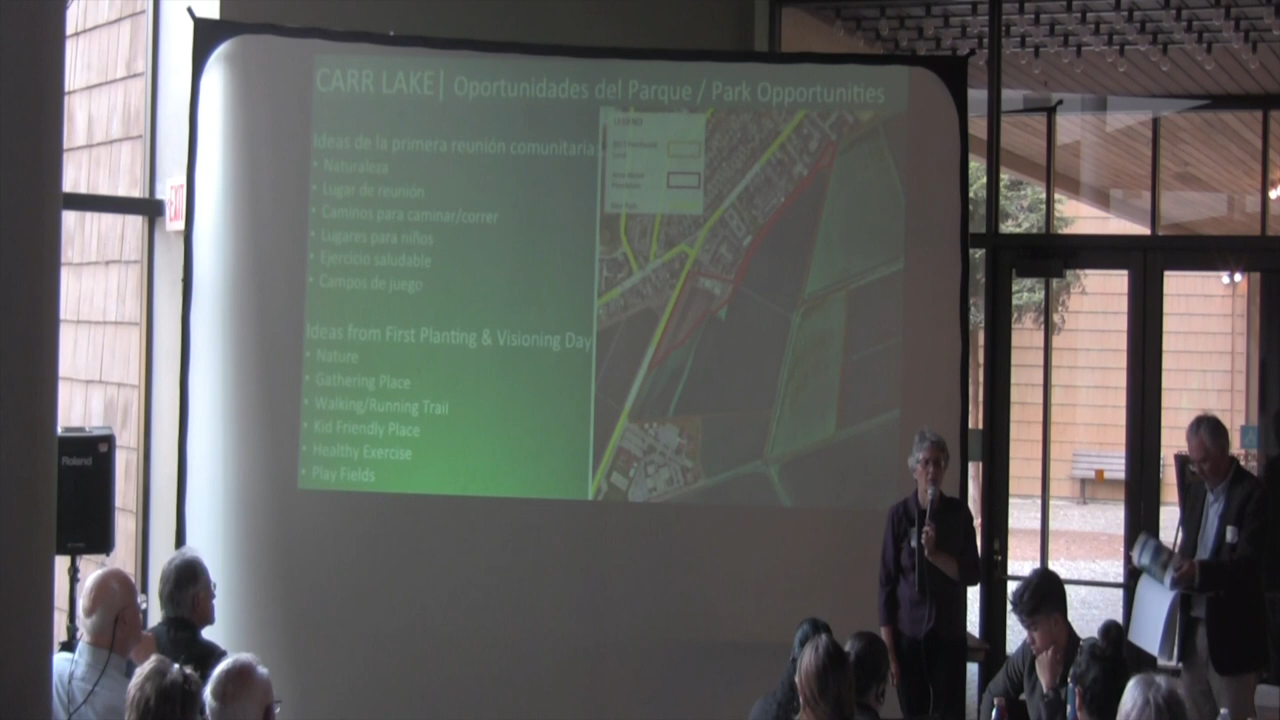 CARR LAKE| Oportunidades del Parque / Park Opportunities
Ideas de la primera reunión comunitaria
• Naturaleza
• Lugar de reunión
• Caminos para caminar/correr
• Lugares para niños
• Ejercicio saludable
• Campos de juego
Ideas from First Planting & Visioning Day
• Nature
• Gathering Place
• Walking/Running Trail
• Kid Friendly Place
• Healthy Exercise
• Play Fields
EXIT
Roland